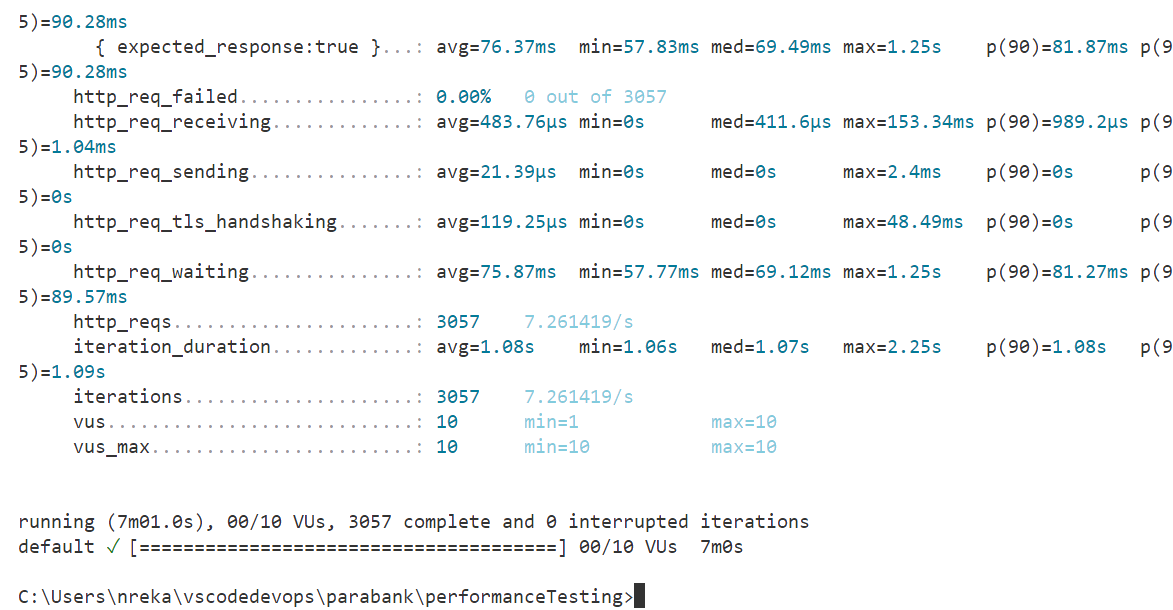 5)=90.28ms
{ expected_response:true }...: avg=76.37ms min=57.83ms med=69.49ms max=1.25s p(90)=81.87ms p(9
5)=90.28ms
http_req_failed................: 0.00% 0 out of 3057
http_req_receiving.............: avg=483.76µs min=0s med=411.6µs max=153.34ms p(90)=989.2µs p(9
5)=1.04ms
http_req_sending...............: avg=21.39µs min=0s med=0s max=2.4ms p(90)=0s p(9
5)=0s
http_req_tls_handshaking.......: avg=119.25µs min=0s med=0s max=48.49ms p(90)=0s p(9
5)=0s
http_req_waiting...............: avg=75.87ms min=57.77ms med=69.12ms max=1.25s p(90)=81.27ms p(9
5)=89.57ms
http_reqs......................: 3057 7.261419/s
iteration_duration.............: avg=1.08s min=1.06s med=1.07s max=2.25s p(90)=1.08s p(9
5)=1.09s
iterations.....................: 3057 7.261419/s
vus............................: 10 min=1 max=10
vus_max........................: 10 min=10 max=10
running (7m01.0s), 00/10 VUs, 3057 complete and 0 interrupted iterations
default ✓ [======================================] 00/10 VUs 7m0s
C:\Users\nreka\vscodedevops\parabank\performanceTesting>